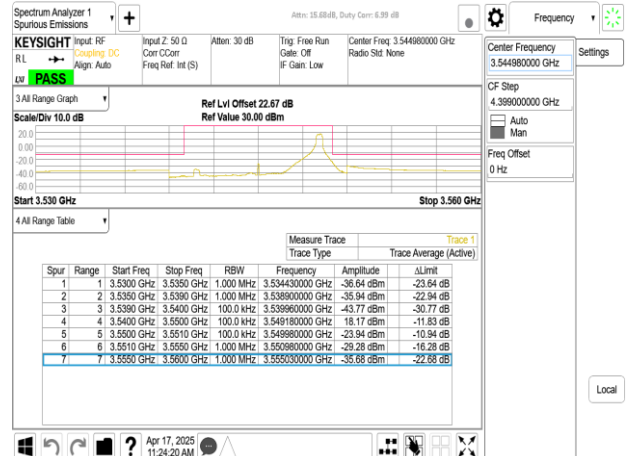 Spectrum Analyzer 1
Spurious Emissions
Attn: 15.68dB, Duty Corr: 6.99 dB
Frequency
KEYSIGHT
Input: RF
Input Z: 50 Ω
Atten: 30 dB
Trig: Free Run
Center Freq: 3.544980000 GHz
R L
Coupling: DC
Corr CCorr
Gate: Off
Radio Std: None
Align: Auto
Freq Ref: Int (S)
IF Gain: Low
LXI
PASS
Center Frequency
3.544980000 GHz
Settings
CF Step
4.399000000 GHz
Auto
Man
Freq Offset
0 Hz
3 All Range Graph
Ref Lvl Offset 22.67 dB
Scale/Div 10.0 dB
Ref Value 30.00 dBm
20.0
0.00
-20.0
-40.0
-60.0
Start 3.530 GHz
Stop 3.560 GHz
4 All Range Table
Measure Trace
Trace 1
Trace Type
Trace Average (Active)
Spur Range Start Freq Stop Freq RBW Frequency Amplitude ΔLimit
1 1 3.5300 GHz 3.5350 GHz 1.000 MHz 3.534430000 GHz -36.64 dBm -23.64 dB
2 2 3.5350 GHz 3.5390 GHz 1.000 MHz 3.538900000 GHz -35.94 dBm -22.94 dB
3 3 3.5390 GHz 3.5400 GHz 100.0 kHz 3.539960000 GHz -43.77 dBm -30.77 dB
4 4 3.5400 GHz 3.5500 GHz 100.0 kHz 3.549180000 GHz 18.17 dBm -11.83 dB
5 5 3.5500 GHz 3.5510 GHz 100.0 kHz 3.549980000 GHz -23.94 dBm -10.94 dB
6 6 3.5510 GHz 3.5550 GHz 1.000 MHz 3.550980000 GHz -29.28 dBm -16.28 dB
7 7 3.5550 GHz 3.5600 GHz 1.000 MHz 3.555030000 GHz -35.68 dBm -22.68 dB
Local
?
Apr 17, 2025
11:24:20 AM